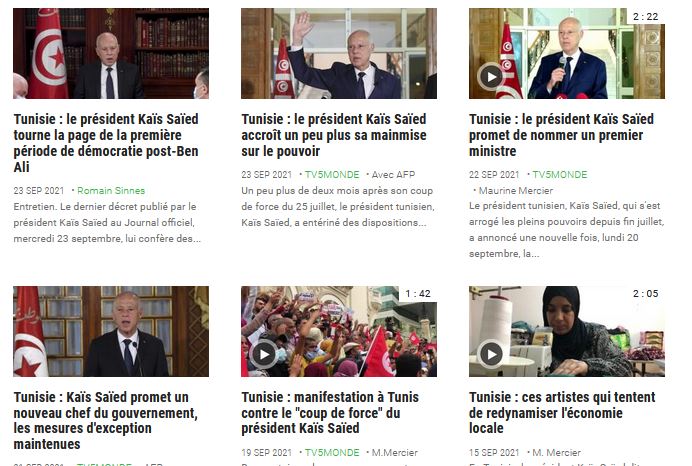 2 : 22
Tunisie : le président Kaïs Saïed
tourne la page de la première
période de démocratie post-Ben
Ali
23 SEP 2021 • Romain Sinnes
Entretien. Le dernier décret publié par le
président Kaïs Saïed au Journal officiel,
mercredi 23 septembre, lui confère des...
Tunisie : le président Kaïs Saïed
accroît un peu plus sa mainmise
sur le pouvoir
23 SEP 2021 • TV5MONDE • Avec AFP
Un peu plus de deux mois après son coup
de force du 25 juillet, le président tunisien,
Kaïs Saïed, a entériné des dispositions...
Tunisie : le président Kaïs Saïed
promet de nommer un premier
ministre
22 SEP 2021 • TV5MONDE
• Maurine Mercier
Le président tunisien, Kaïs Saïed, qui s'est
arrogé les pleins pouvoirs depuis fin juillet,
a annoncé une nouvelle fois, lundi 20
septembre, la...
1 : 42
2 : 05
Tunisie : Kaïs Saïed promet un
nouveau chef du gouvernement,
les mesures d'exception
maintenues
Tunisie : manifestation à Tunis
contre le "coup de force" du
président Kaïs Saïed
19 SEP 2021 • TV5MONDE • M.Mercier
Tunisie : ces artistes qui tentent
de redynamiser l'économie
locale
15 SEP 2021 • M. Mercier